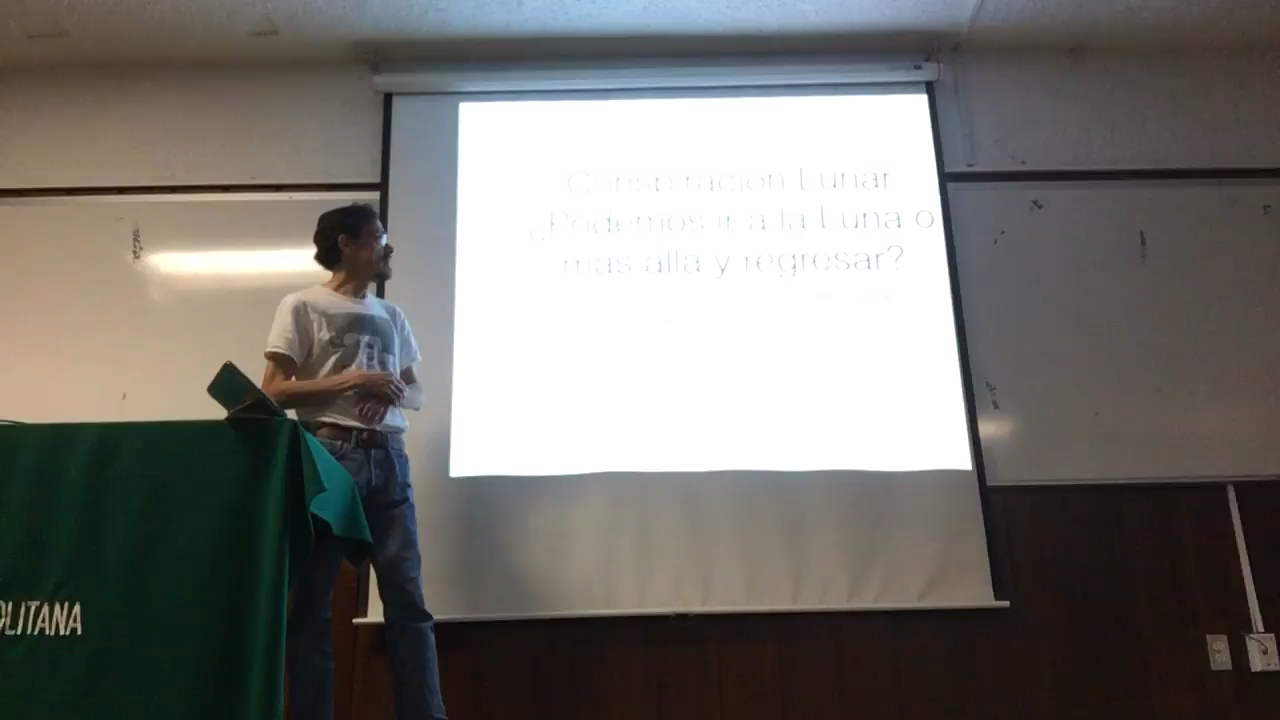 Conspiracion Lunar
¿Podemos ir a la Luna o
mas alla y regresar?
OLITANA